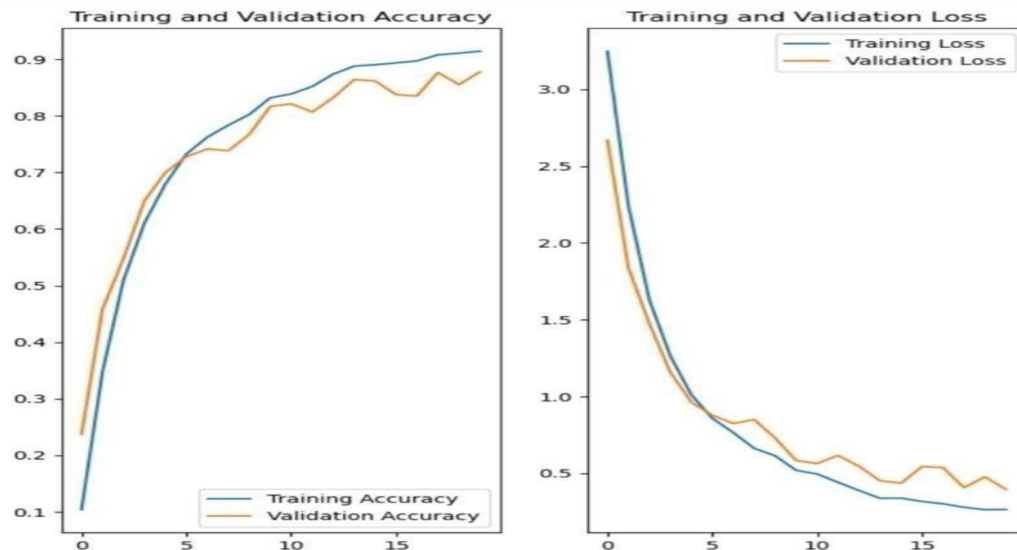 Training and Validation Accuracy
0.9
0.8
0.7
0.6
0.5
0.4
0.3
0.2
0.1
Training Accuracy
Validation Accuracy
0 5 10 15
Training and Validation Loss
Training Loss
Validation Loss
3.0
2.5
2.0
1.5
1.0
0.5
0 5 10 15